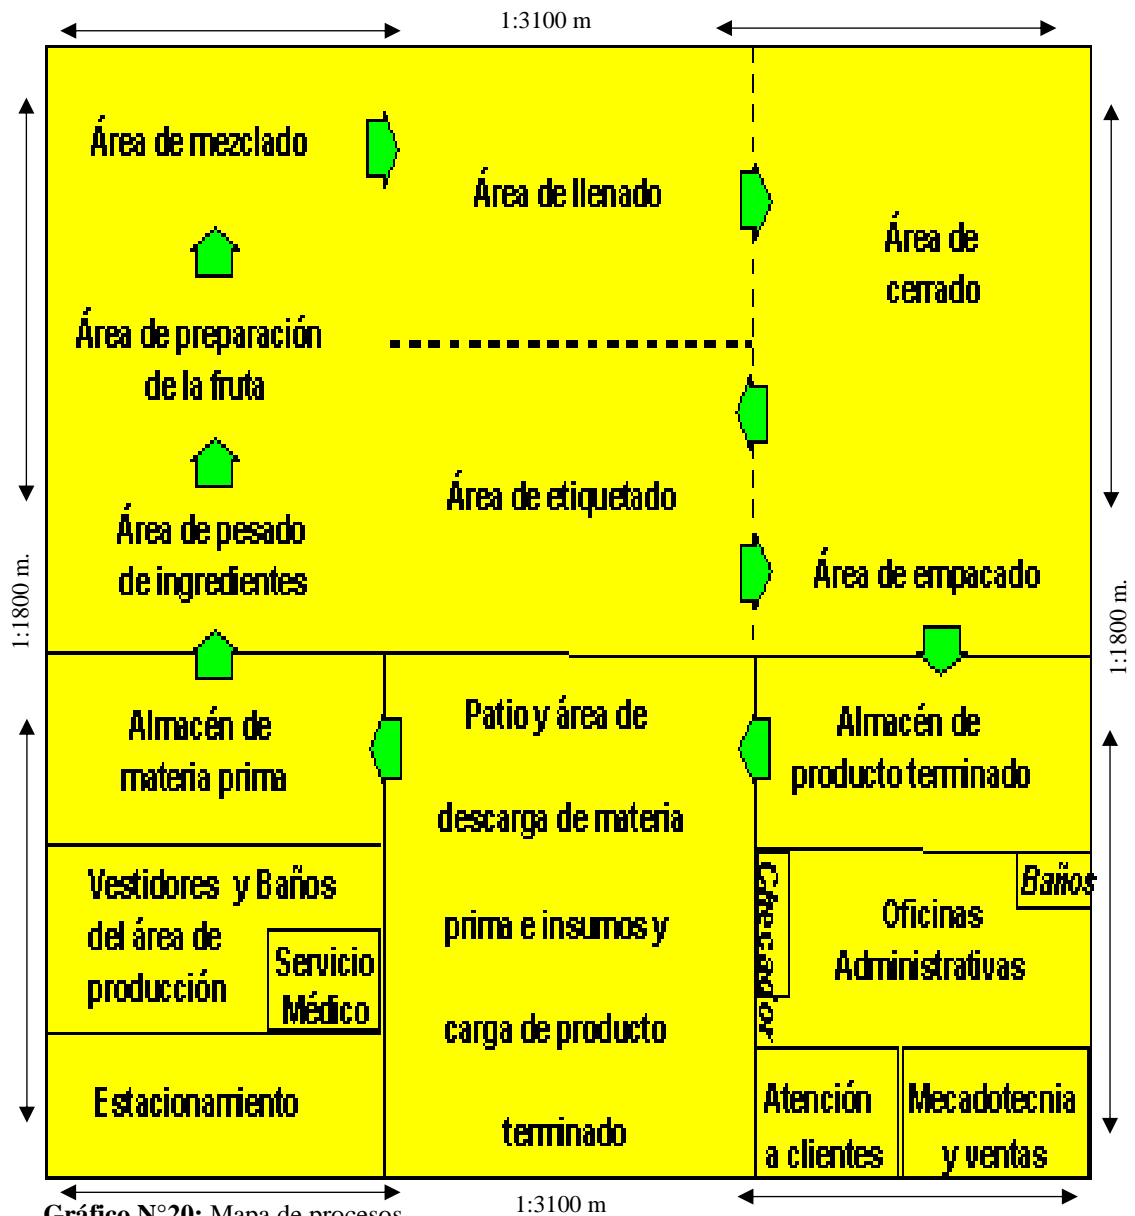 1:3100 m
Área de mezclado
Área de llenado
Área de
cerrado
Área de preparación
de la fruta
Área de etiquetado
Área de pesado
de ingredientes
Área de empacado
1:1800 m.
1:1800 m.
Almacén de
materia prima
Patio y área de
descarga de materia
prima e insumos y
carga de producto
terminado
Almacén de
producto terminado
Vestidores y Baños
del área de
producción
Servicio
Médico
Checador
Baños
Oficinas
Administrativas
Estacionamiento
Atención
a clientes
Mecadotecnia
y ventas
1:3100 m
Gráfico N°20: Mapa de procesos